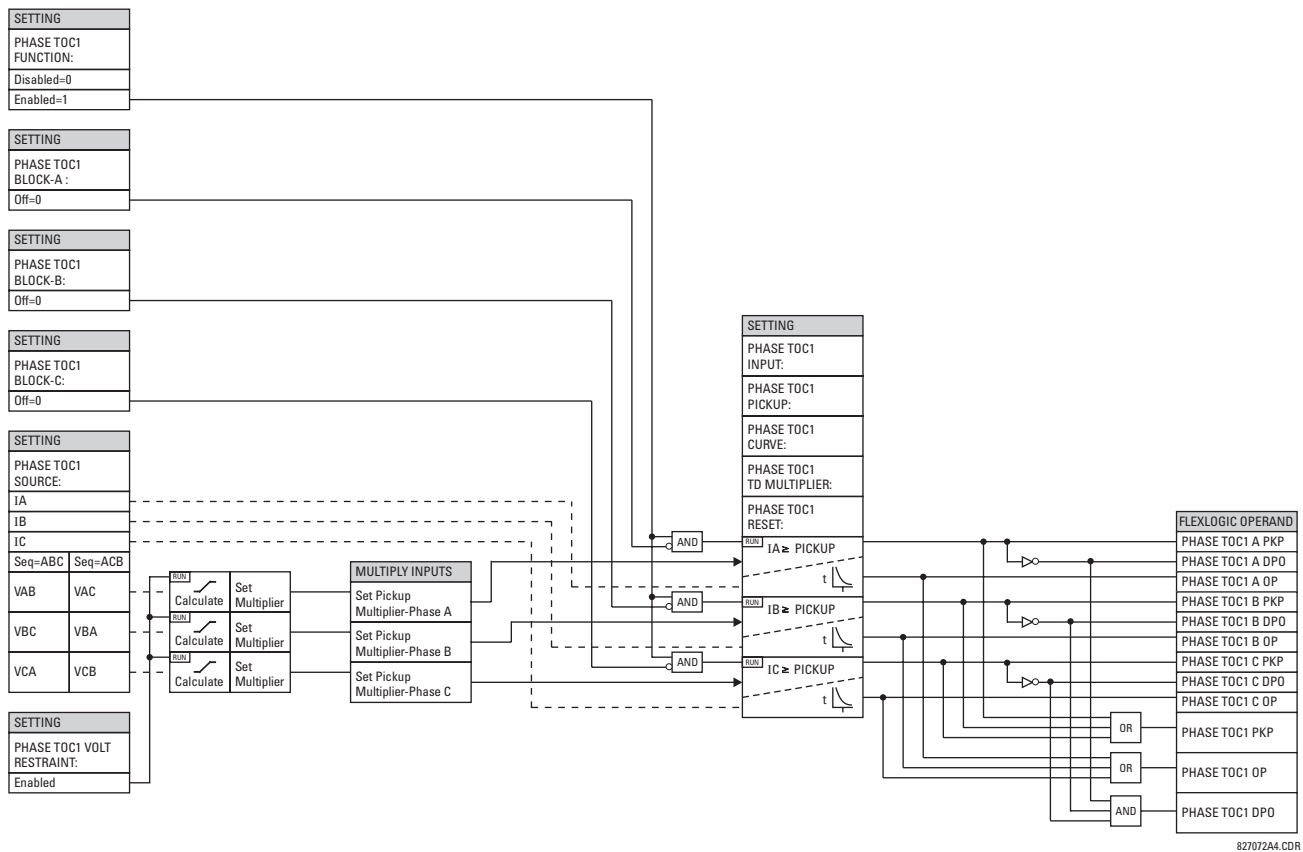 SETTING
PHASE TOC1
FUNCTION:
Disabled=0
Enabled=1
SETTING
PHASE TOC1
BLOCK-A :
Off=0
SETTING
PHASE TOC1
BLOCK-B:
Off=0
SETTING
PHASE TOC1
BLOCK-C:
Off=0
SETTING
PHASE TOC1
SOURCE:
IA
IB
IC
Seq=ABC Seq=ACB
VAB VAC
VBC VBA
VCA VCB
SETTING
PHASE TOC1 VOLT
RESTRAINT:
Enabled
RUN
Calculate
Set
Multiplier
RUN
Calculate
Set
Multiplier
RUN
Calculate
Set
Multiplier
MULTIPLY INPUTS
Set Pickup
Multiplier-Phase A
Set Pickup
Multiplier-Phase B
Set Pickup
Multiplier-Phase C
AND
AND
AND
SETTING
PHASE TOC1
INPUT:
PHASE TOC1
PICKUP:
PHASE TOC1
CURVE:
PHASE TOC1
TD MULTIPLIER:
PHASE TOC1
RESET:
RUN
IA ≥ PICKUP
t
RUN
IB ≥ PICKUP
t
RUN
IC ≥ PICKUP
t
OR
OR
AND
FLEXLOGIC OPERAND
PHASE TOC1 A PKP
PHASE TOC1 A DPO
PHASE TOC1 A OP
PHASE TOC1 B PKP
PHASE TOC1 B DPO
PHASE TOC1 B OP
PHASE TOC1 C PKP
PHASE TOC1 C DPO
PHASE TOC1 C OP
PHASE TOC1 PKP
PHASE TOC1 OP
PHASE TOC1 DPO
827072A4.CDR